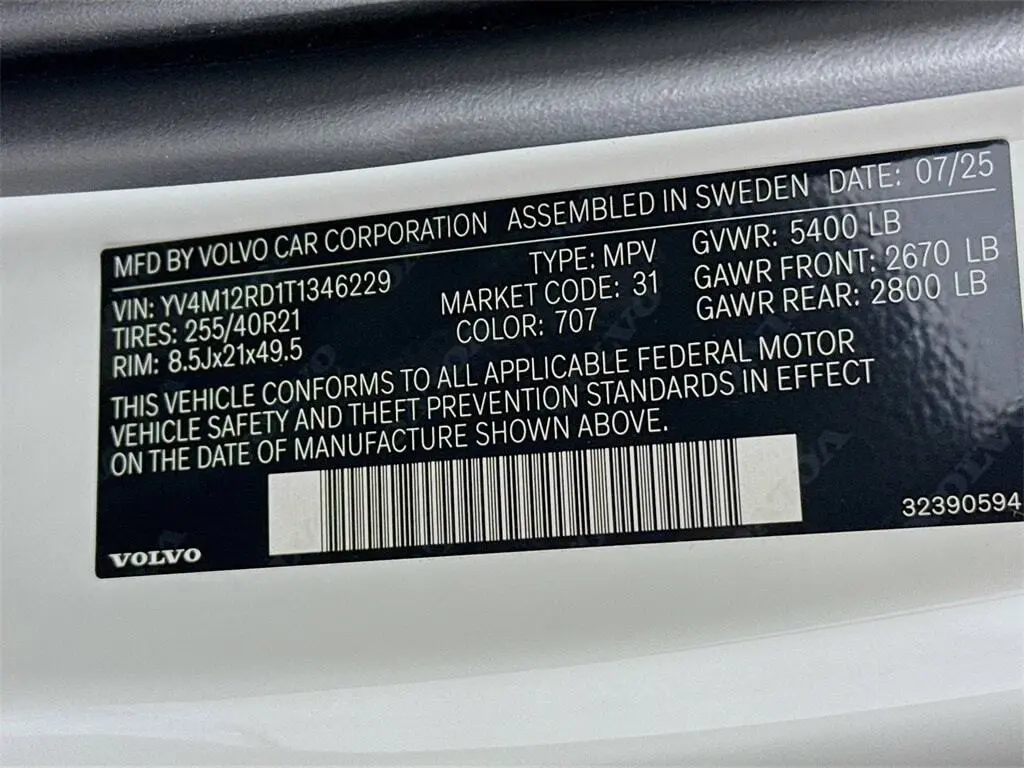 MFD BY VOLVO CAR CORPORATION ASSEMBLED IN SWEDEN DATE: 07/25
VIN: YV4M12RD1T1346229 TYPE: MPV GVWR: 5400 LB
TIRES: 255/40R21 MARKET CODE: 31 GAWR FRONT: 2670 LB
RIM: 8.5Jx21x49.5 COLOR: 707 GAWR REAR: 2800 LB
THIS VEHICLE CONFORMS TO ALL APPLICABLE FEDERAL MOTOR
VEHICLE SAFETY AND THEFT PREVENTION STANDARDS IN EFFECT
ON THE DATE OF MANUFACTURE SHOWN ABOVE.
32390594
VOLVO